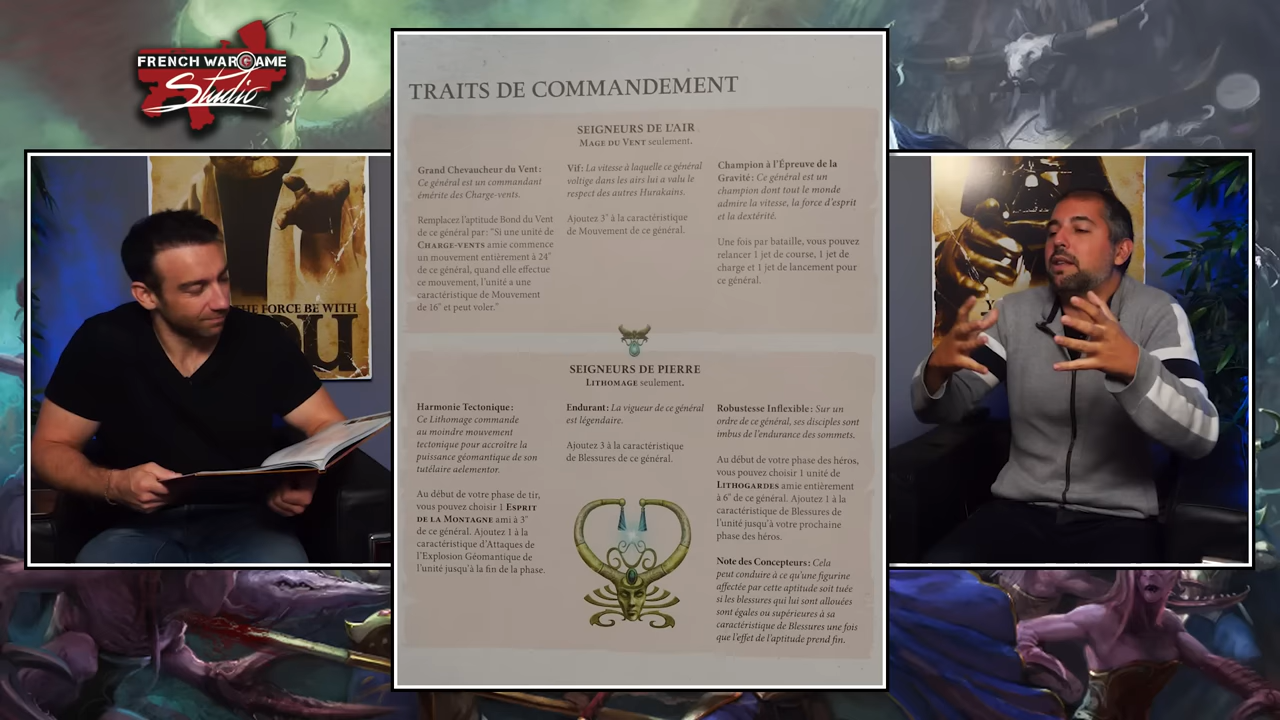 FRENCH WARGAME
Studio
TRAITS DE COMMANDEMENT
SEIGNEURS DE L'AIR
MAGE DU VENT seulement.
Grand Chevaucheur du Vent :
Ce général est un commandant
émérite des Charge-vents.
Remplacez l'aptitude Bond du Vent
de ce général par : "Si une unité de
CHARGE-VENTS amie commence
un mouvement entièrement à 24"
de ce général, quand elle effectue
ce mouvement, l'unité a une
caractéristique de Mouvement
de 16" et peut voler."
Vif : La vitesse à laquelle ce général
voltige dans les airs lui a valu le
respect des autres Hurakains.
Ajoutez 3" à la caractéristique
de Mouvement de ce général.
Champion à l'Épreuve de la
Gravité : Ce général est un
champion dont tout le monde
admire la vitesse, la force d'esprit
et la dextérité.
Une fois par bataille, vous pouvez
relancer 1 jet de course, 1 jet de
charge et 1 jet de lancement pour
ce général.
SEIGNEURS DE PIERRE
LITHOMAGE seulement.
Harmonie Tectonique :
Ce Lithomage commande
au moindre mouvement
tectonique pour accroître la
puissance géomantique de son
tutélaire aelementor.
Au début de votre phase de tir,
vous pouvez choisir 1 ESPRIT
DE LA MONTAGNE ami à 3"
de ce général. Ajoutez 1 à la
caractéristique d'Attaques de
l'Explosion Géomantique de
l'unité jusqu'à la fin de la phase.
Endurant : La vigueur de ce général
est légendaire.
Ajoutez 3 à la caractéristique
de Blessures de ce général.
Robustesse Inflexible : Sur un
ordre de ce général, ses disciples sont
imbus de l'endurance des sommets.
Au début de votre phase des héros,
vous pouvez choisir 1 unité de
LITHOGARDES amie entièrement
à 6" de ce général. Ajoutez 1 à la
caractéristique de Blessures de
l'unité jusqu'à votre prochaine
phase des héros.
Note des Concepteurs : Cela
peut conduire à ce qu'une figurine
affectée par cette aptitude soit tuée
si les blessures qui lui sont allouées
sont égales ou supérieures à sa
caractéristique de Blessures une fois
que l'effet de l'aptitude prend fin.
THE FORCE BE WITH
YOU
Y